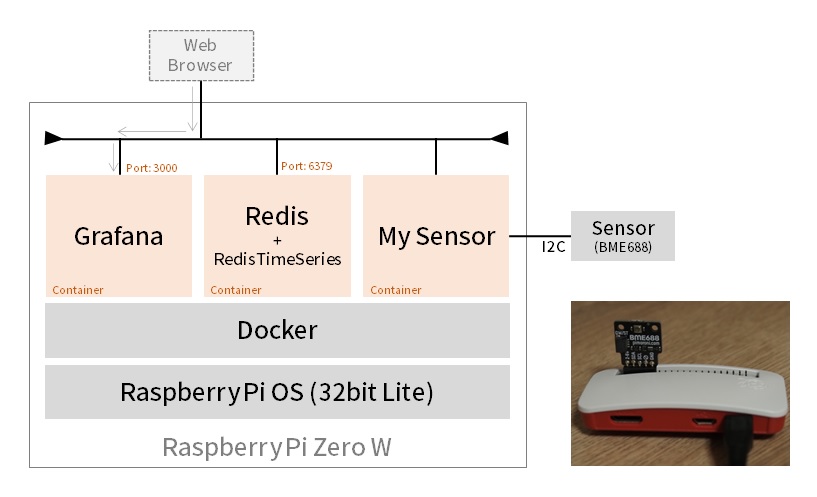 Web
Browser
Port: 3000
Port: 6379
Grafana
Container
Redis
+
RedisTimeSeries
Container
My Sensor
Container
I2C
Sensor
(BME688)
Docker
RaspberryPi OS (32bit Lite)
RaspberryPi Zero W
BME688